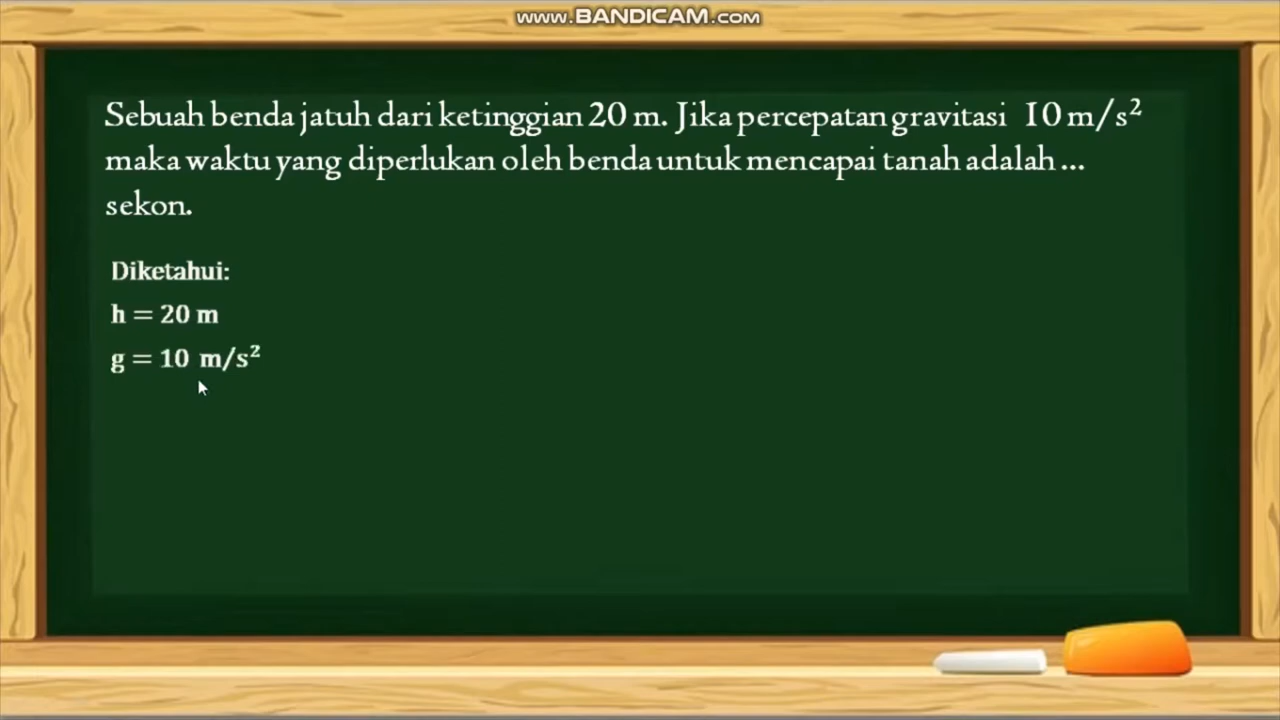 www.BANDICAM.com
Sebuah benda jatuh dari ketinggian 20 m. Jika percepatan gravitasi 10 m/s²
maka waktu yang diperlukan oleh benda untuk mencapai tanah adalah ...
sekon.
Diketahui:
h = 20 m
g = 10 m/s²